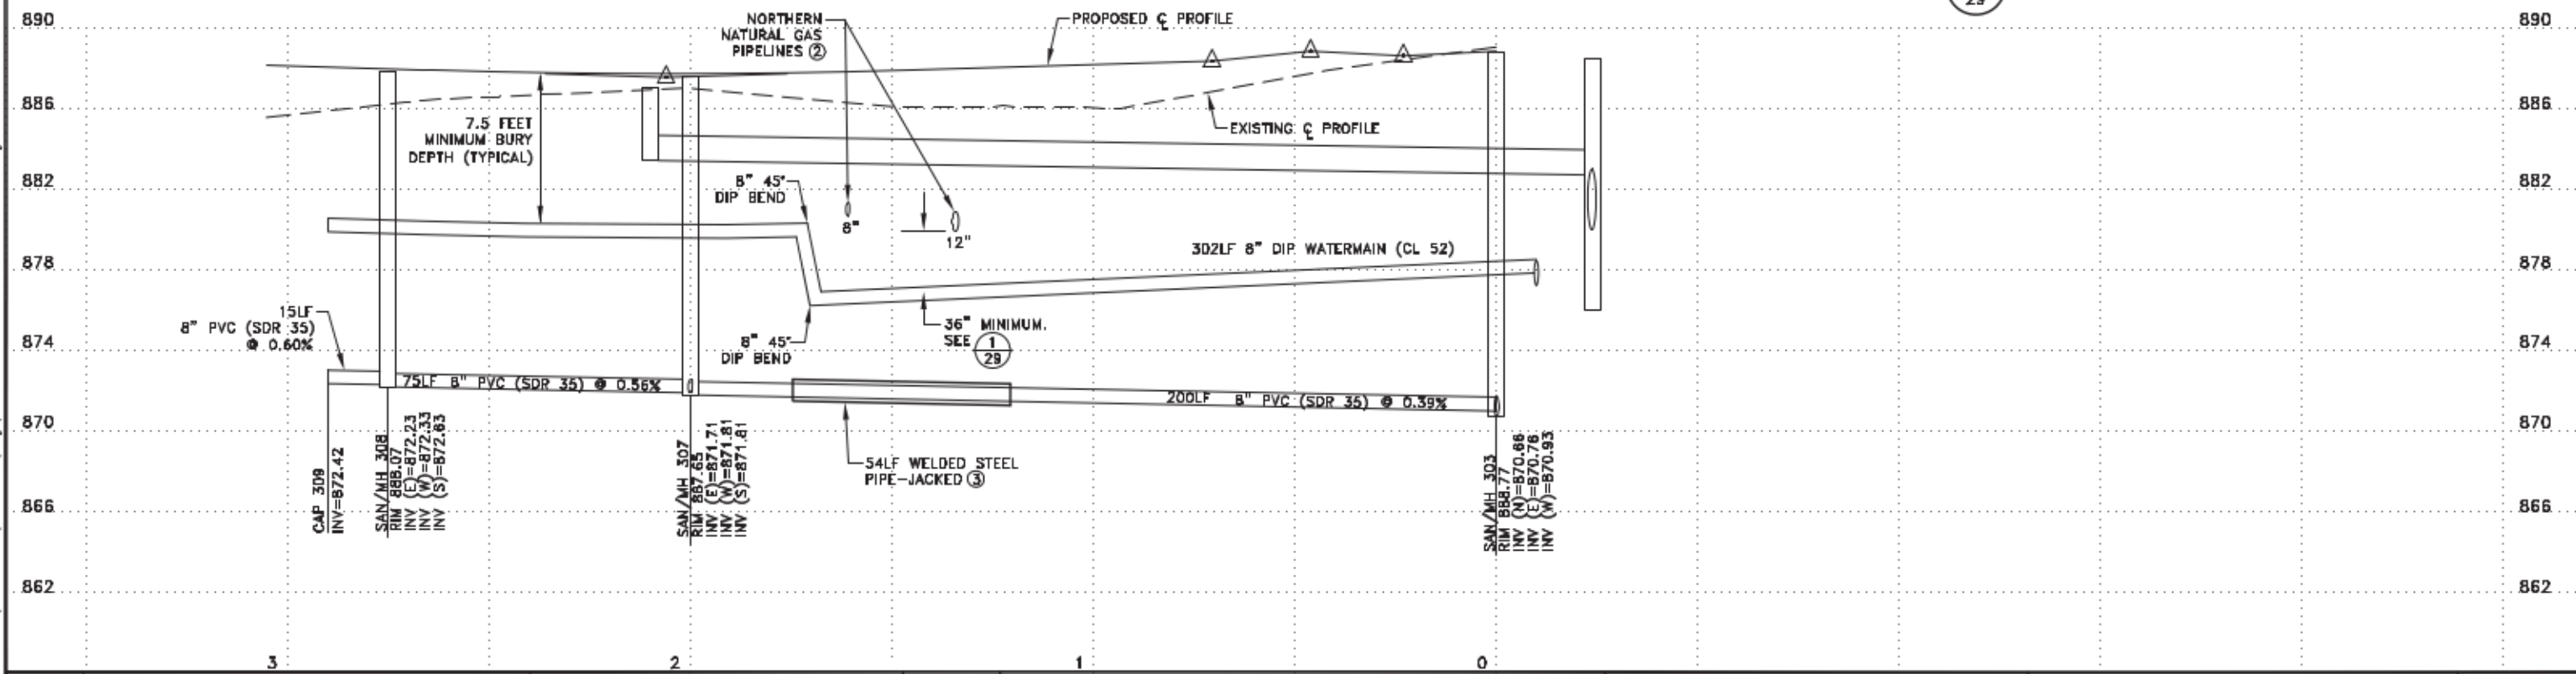 29
890
NORTHERN
NATURAL GAS
PIPELINES ②
PROPOSED ℄ PROFILE
890
886
7.5 FEET
MINIMUM BURY
DEPTH (TYPICAL)
EXISTING ℄ PROFILE
886
882
8" 45°
DIP BEND
8"
12"
882
302LF 8" DIP WATERMAIN (CL 52)
878
878
15LF
8" PVC (SDR 35)
@ 0.60%
36" MINIMUM.
SEE
1
29
874
8" 45°
DIP BEND
874
75LF 8" PVC (SDR 35) @ 0.56%
200LF 8" PVC (SDR 35) @ 0.39%
870
870
54LF WELDED STEEL
PIPE-JACKED ③
CAP 309
INV=872.42
SAN/MH 308
RIM 888.07
INV (E)=872.23
INV (W)=872.33
INV (S)=872.63
SAN/MH 307
RIM 887.65
INV (E)=871.71
INV (W)=871.81
INV (S)=871.81
SAN/MH 303
RIM 888.77
INV (N)=870.66
INV (E)=870.76
INV (W)=870.93
866
866
862
862
3
2
1
0